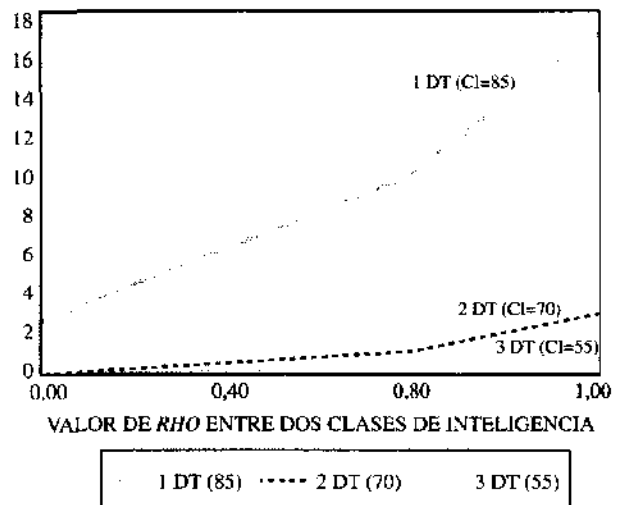 18
16
14
12
10
8
6
4
2
0
1 DT (CI=85)
2 DT (CI=70)
3 DT (CI=55)
0,00 0,40 0,80 1,00
VALOR DE RHO ENTRE DOS CLASES DE INTELIGENCIA
1 DT (85) 2 DT (70) 3 DT (55)